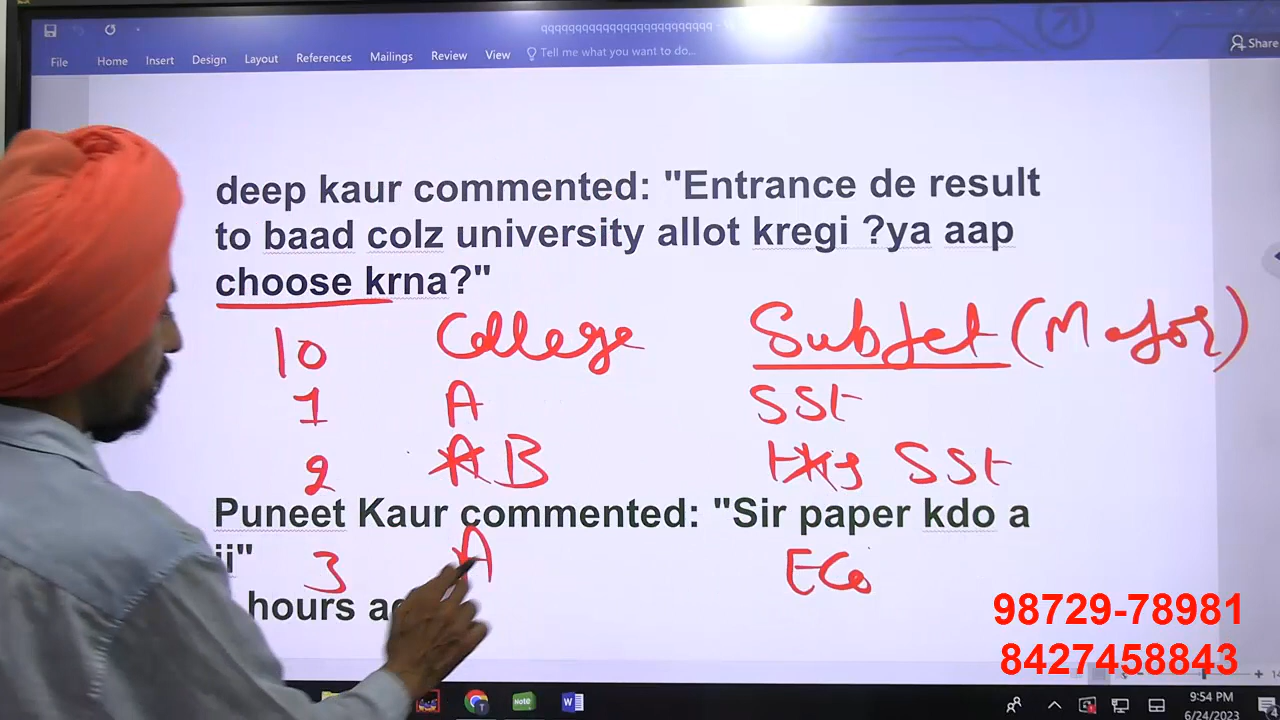 qqqqqqqqqqqqqqqqqqqqqqqqq -
File Home Insert Design Layout References Mailings Review View Tell me what you want to do... Share
deep kaur commented: "Entrance de result
to baad colz university allot kregi ?ya aap
choose krna?"
10 College Subject (Major)
1 A SSt
2 A B SSt
Puneet Kaur commented: "Sir paper kdo a
ji"
3 A ECo
hours
98729-78981
8427458843
Note W
9:54 PM
6/24/2023